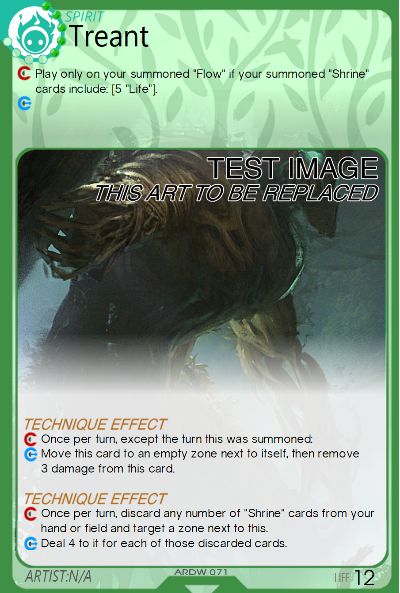 SPIRIT
Treant
Play only on your summoned "Flow" if your summoned "Shrine"
cards include: [5 "Life"].
TEST IMAGE
THIS ART TO BE REPLACED
TECHNIQUE EFFECT
Once per turn, except the turn this was summoned:
Move this card to an empty zone next to itself, then remove
3 damage from this card.
TECHNIQUE EFFECT
Once per turn, discard any number of "Shrine" cards from your
hand or field and target a zone next to this.
Deal 4 to it for each of those discarded cards.
ARTIST:N/A
ARDW 071
LIFE 12